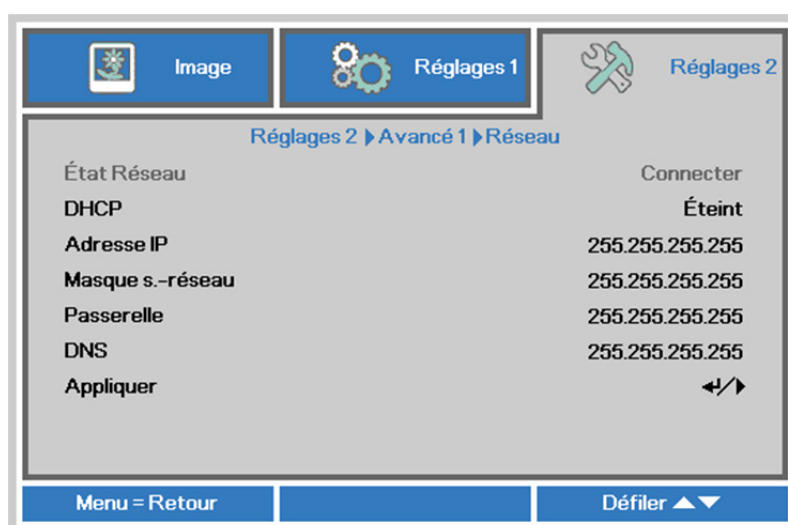 Image
Réglages 1
Réglages 2
Réglages 2 ▶ Avancé 1 ▶ Réseau
État Réseau Connecter
DHCP Éteint
Adresse IP 255.255.255.255
Masque s.-réseau 255.255.255.255
Passerelle 255.255.255.255
DNS 255.255.255.255
Appliquer ↵/▶
Menu = Retour
Défiler ▲▼